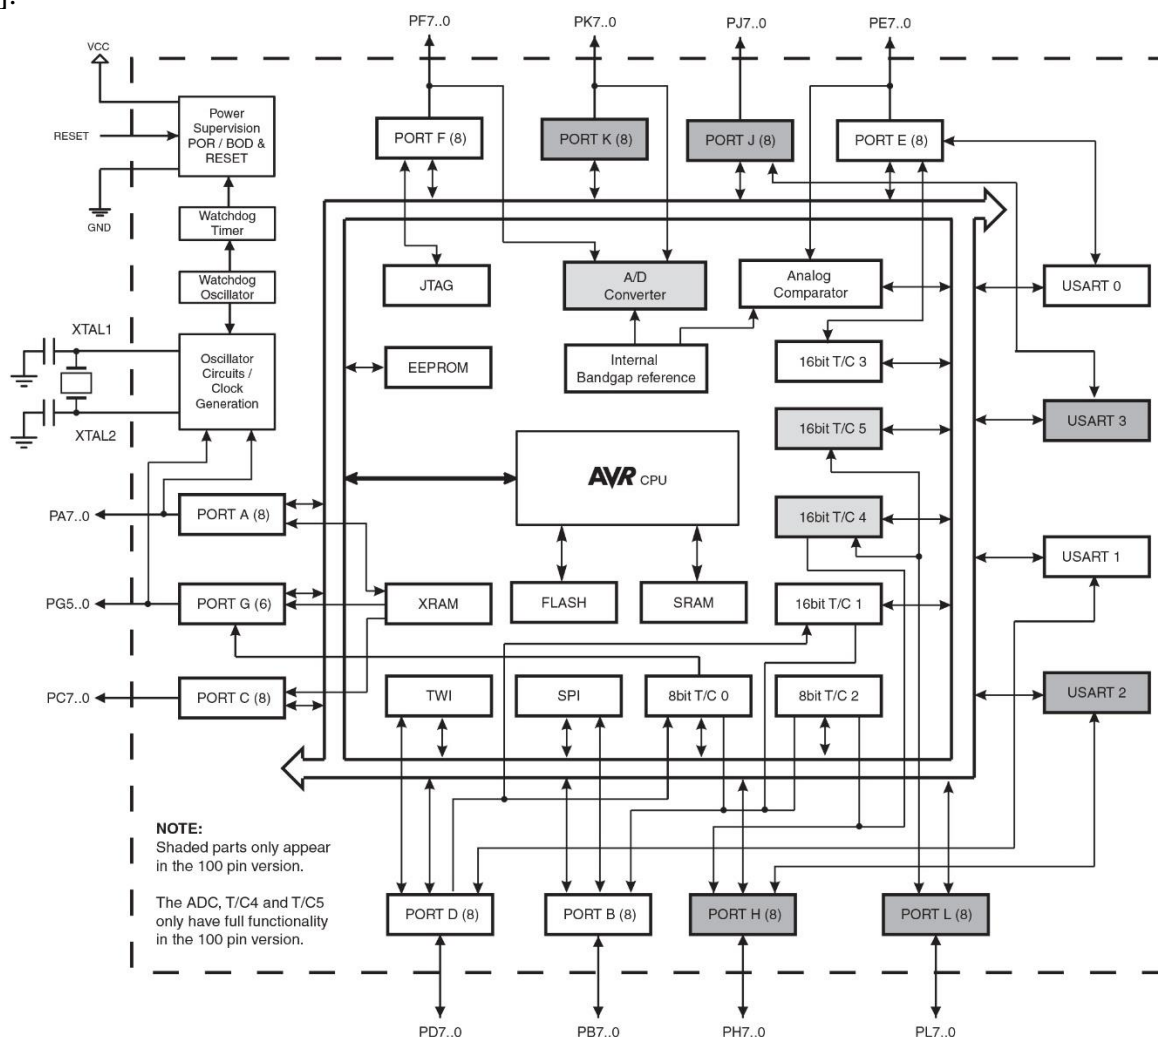 PF7..0
PK7..0
PJ7..0
PE7..0
VCC
RESET
GND
Power
Supervision
POR / BOD &
RESET
PORT F (8)
PORT K (8)
PORT J (8)
PORT E (8)
Watchdog
Timer
Watchdog
Oscillator
JTAG
A/D
Converter
Analog
Comparator
USART 0
XTAL1
XTAL2
Oscillator
Circuits /
Clock
Generation
EEPROM
Internal
Bandgap reference
16bit T/C 3
USART 3
16bit T/C 5
AVR CPU
PA7..0
PORT A (8)
16bit T/C 4
USART 1
PG5..0
PORT G (6)
XRAM
FLASH
SRAM
16bit T/C 1
PC7..0
PORT C (8)
TWI
SPI
8bit T/C 0
8bit T/C 2
USART 2
NOTE:
Shaded parts only appear
in the 100 pin version.
The ADC, T/C4 and T/C5
only have full functionality
in the 100 pin version.
PORT D (8)
PORT B (8)
PORT H (8)
PORT L (8)
PD7..0
PB7..0
PH7..0
PL7..0